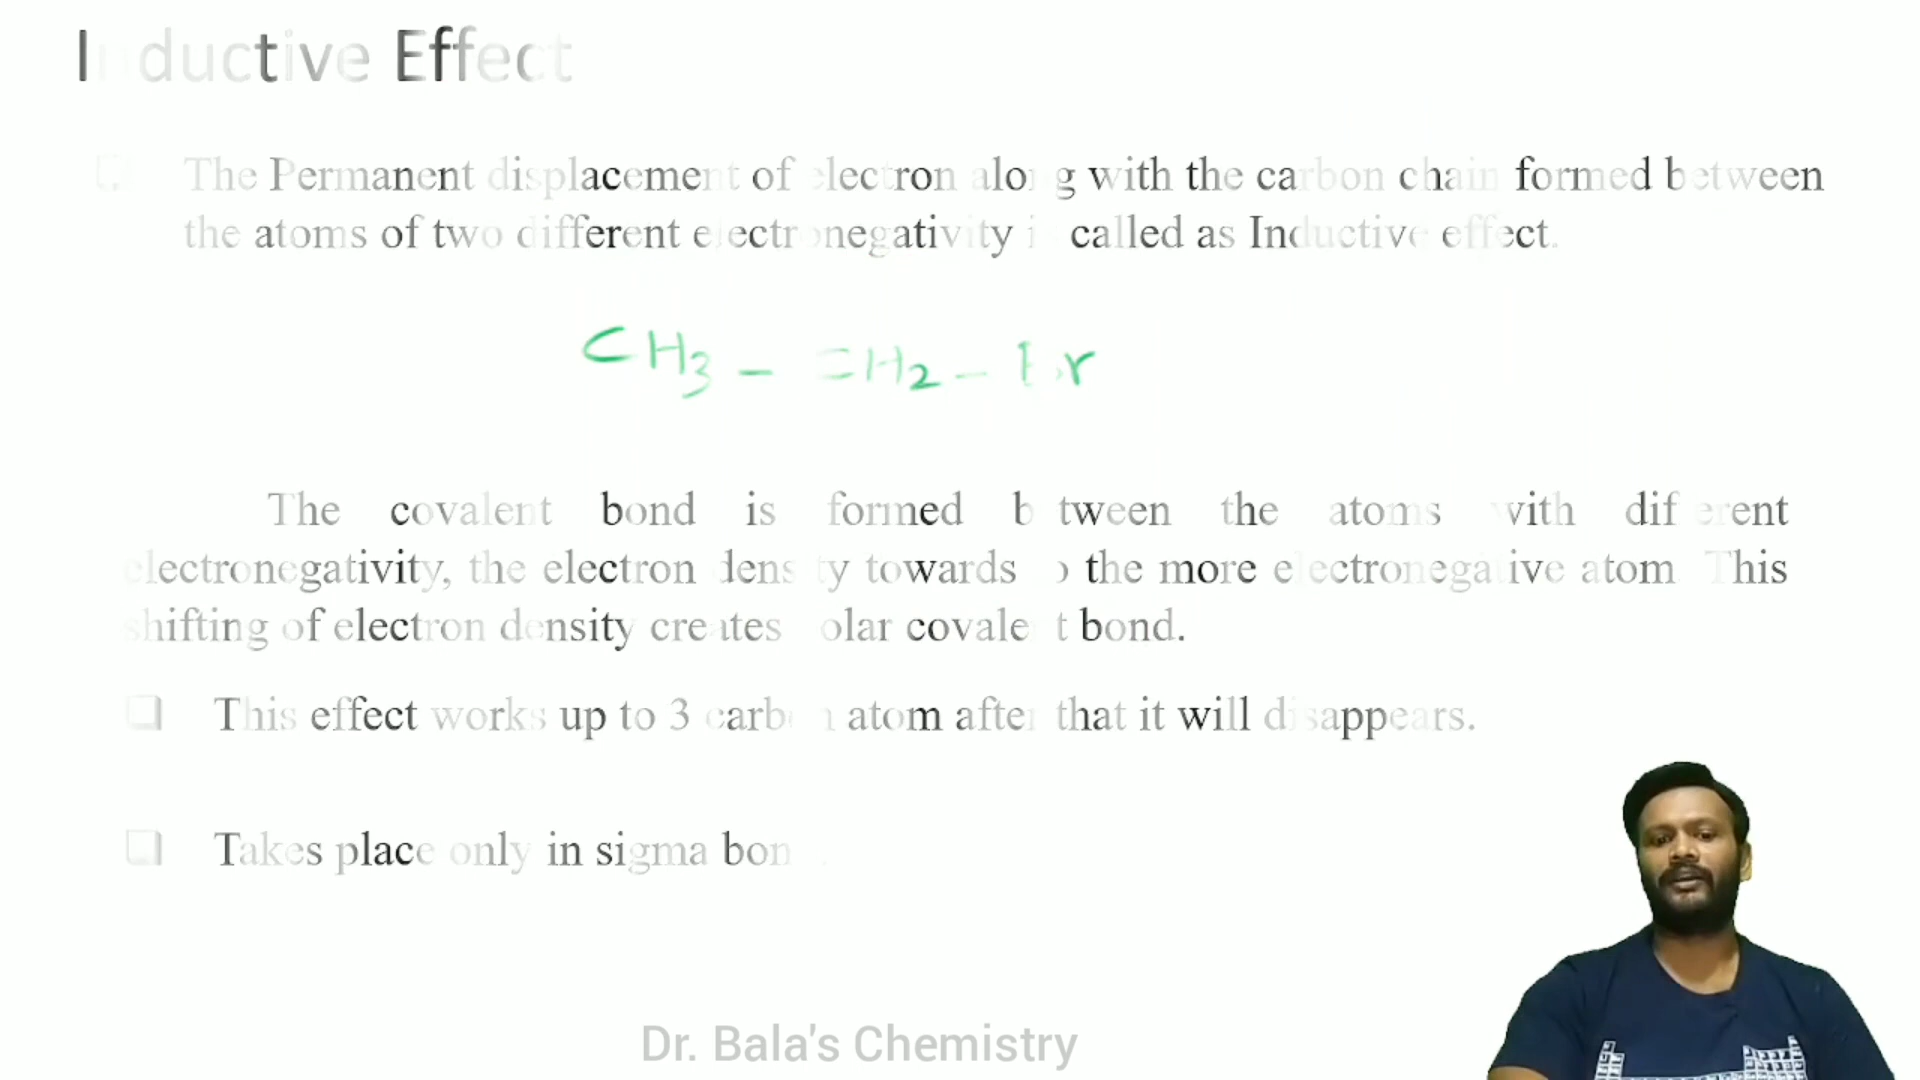 Inductive Effect
The Permanent displacement of electron along with the carbon chain formed between
the atoms of two different electronegativity is called as Inductive effect.
CH3 - CH2 - Br
The covalent bond is formed between the atoms with different
electronegativity, the electron density towards to the more electronegative atom. This
shifting of electron density creates polar covalent bond.
This effect works up to 3 carbon atom after that it will disappears.
Takes place only in sigma bond
Dr. Bala's Chemistry